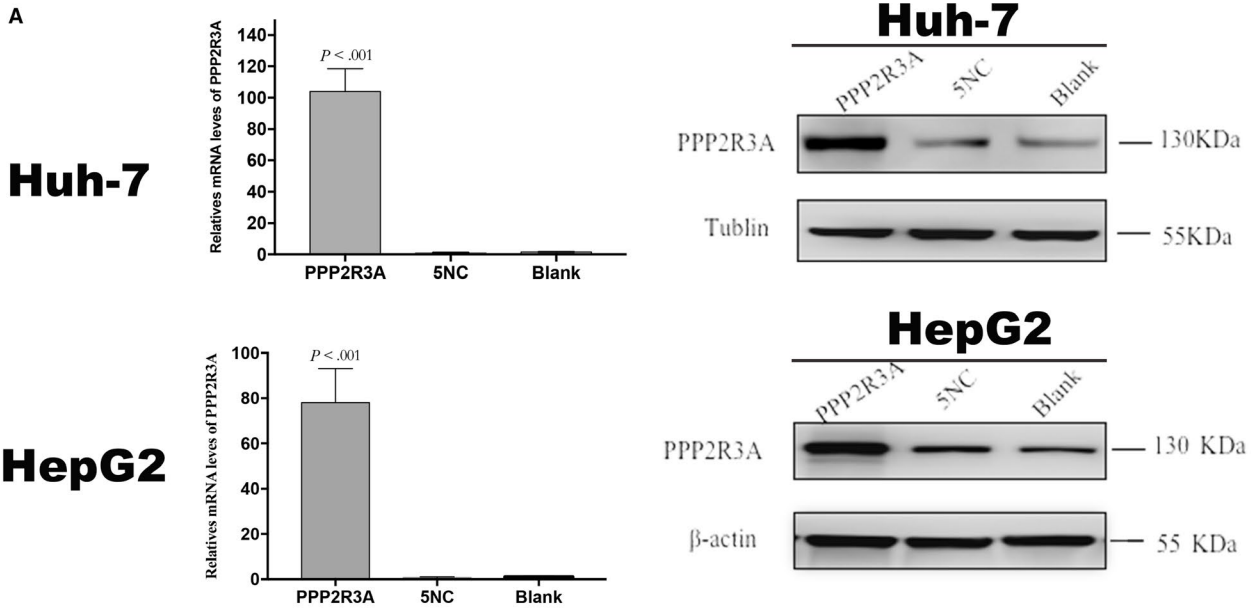 A
Huh-7
Relatives mRNA leves of PPP2R3A
140
120
100
80
60
40
20
0
P < .001
PPP2R3A 5NC Blank
Huh-7
PPP2R3A 5NC Blank
PPP2R3A 130KDa
Tublin 55KDa
HepG2
Relatives mRNA leves of PPP2R3A
100
80
60
40
20
0
P < .001
PPP2R3A 5NC Blank
HepG2
PPP2R3A 5NC Blank
PPP2R3A 130 KDa
β-actin 55 KDa